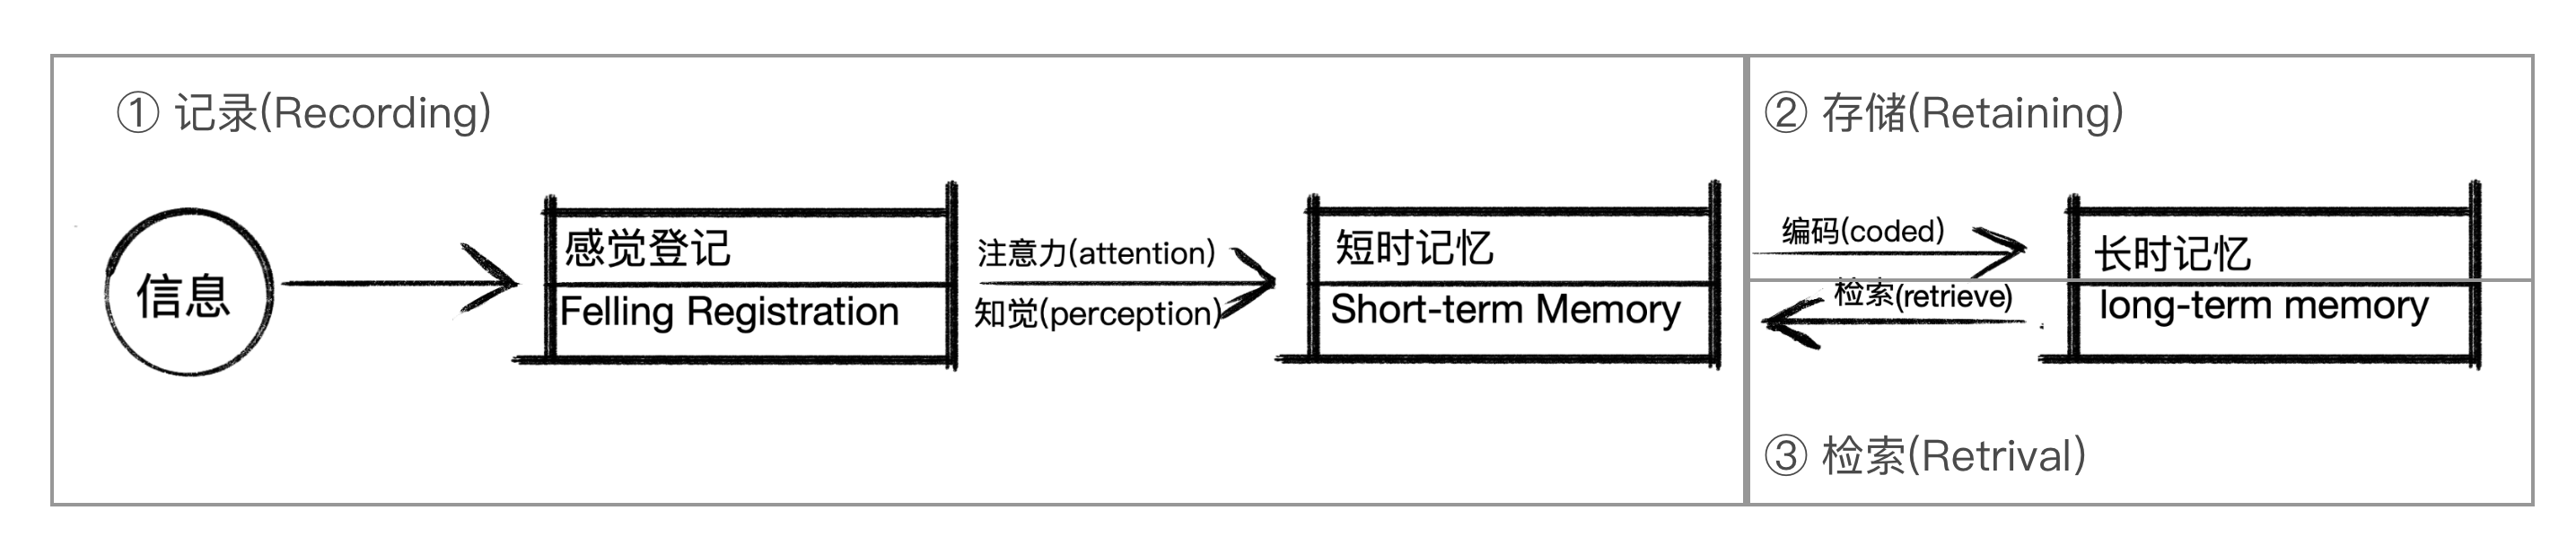 ① 记录(Recording)
② 存储(Retaining)
信息
感觉登记
Felling Registration
注意力(attention)
知觉(perception)
短时记忆
Short-term Memory
编码(coded)
检索(retrieve)
长时记忆
long-term memory
③ 检索(Retrival)